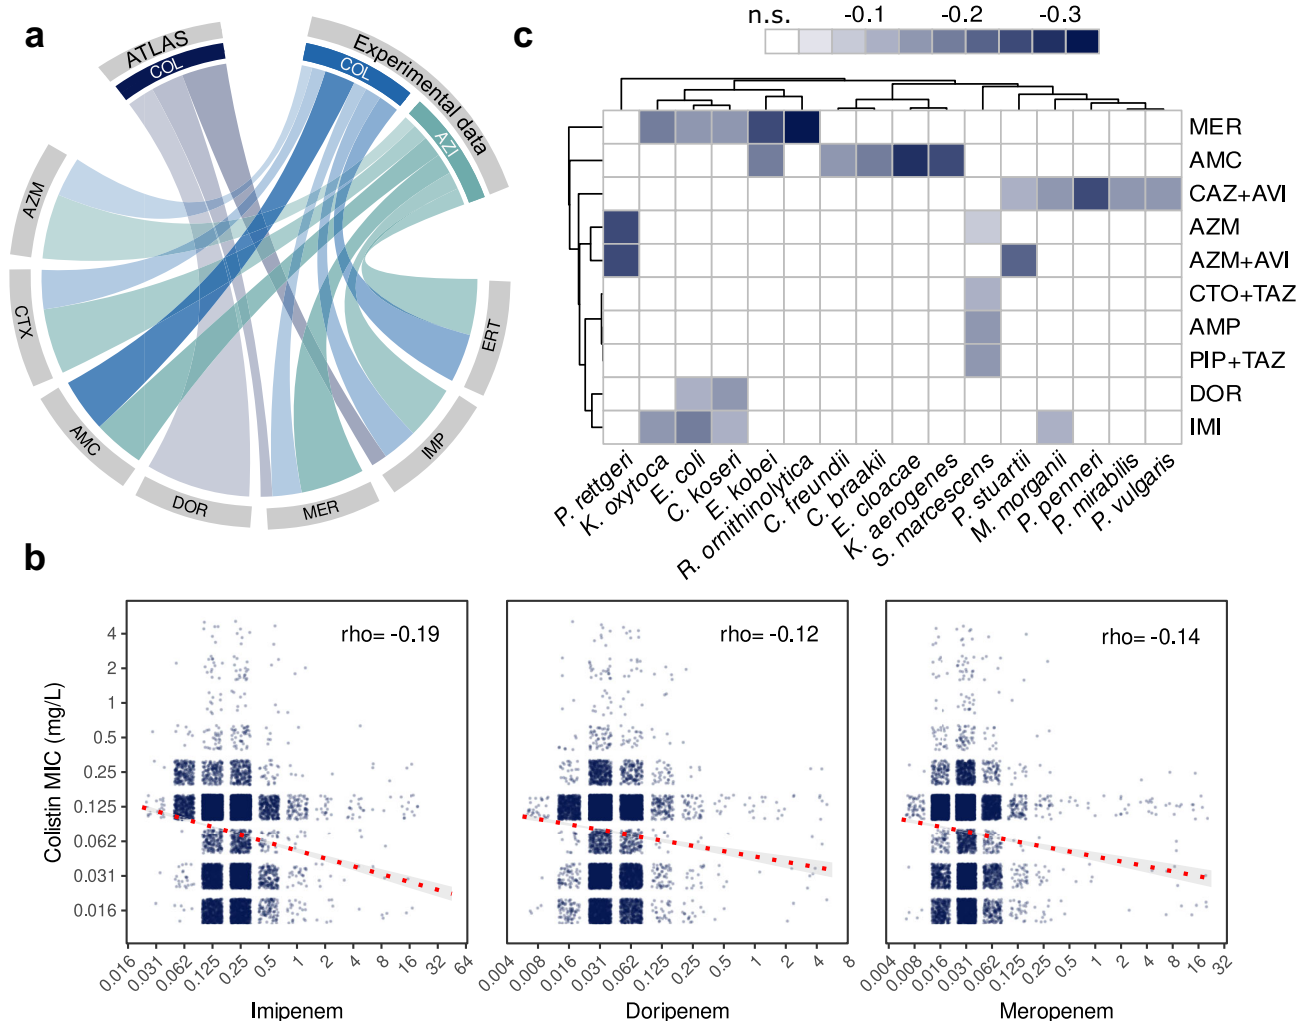 a
ATLAS
COL
Experimental data
COL
AZI
AZM
CTX
AMC
DOR
MER
IMP
ERT
c
n.s. -0.1 -0.2 -0.3
MER
AMC
CAZ+AVI
AZM
AZM+AVI
CTO+TAZ
AMP
PIP+TAZ
DOR
IMI
P. rettgeri
K. oxytoca
E. coli
C. koseri
E. kobei
R. ornithinolytica
C. freundii
C. braakii
E. cloacae
K. aerogenes
S. marcescens
P. stuartii
M. morganii
P. penneri
P. mirabilis
P. vulgaris
b
Colistin MIC (mg/L)
4
2
1
0.5
0.25
0.125
0.062
0.031
0.016
rho= -0.19
0.016 0.031 0.062 0.125 0.25 0.5 1 2 4 8 16 32 64
Imipenem
rho= -0.12
0.004 0.008 0.016 0.031 0.062 0.125 0.25 0.5 1 2 4 8
Doripenem
rho= -0.14
0.004 0.008 0.016 0.031 0.062 0.125 0.25 0.5 1 2 4 8 16 32
Meropenem